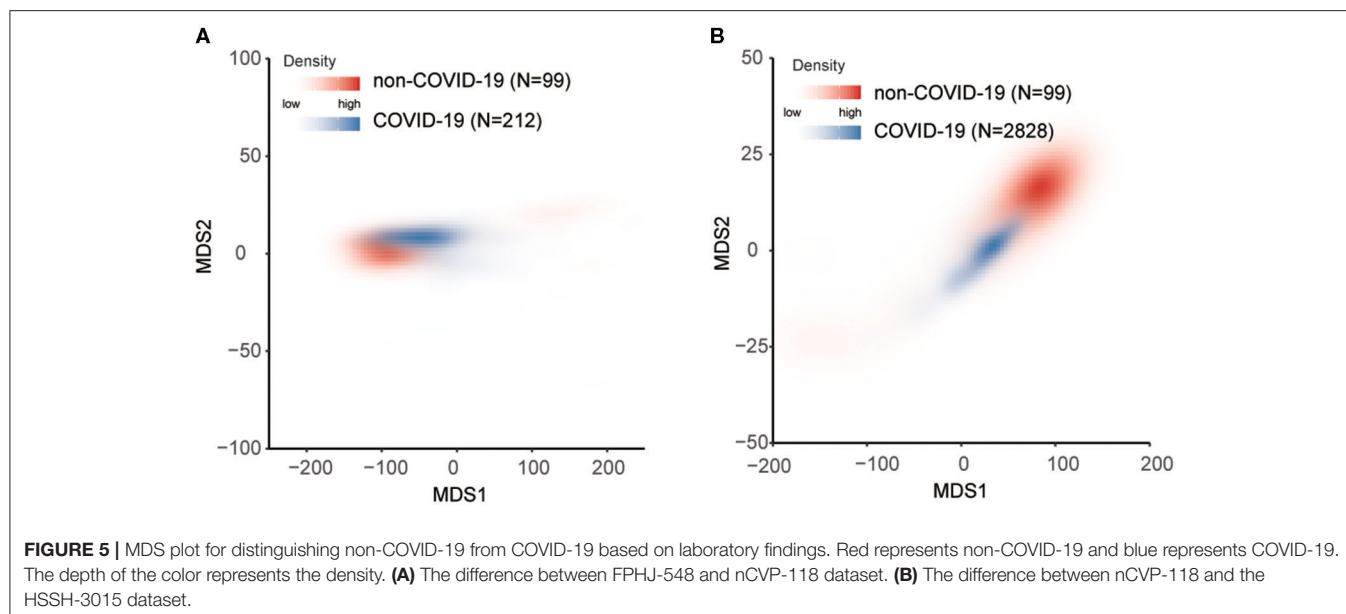 A
100
50
0
−50
−100
MDS2
Density
non-COVID-19 (N=99)
low high
COVID-19 (N=212)
−200 −100 0 100 200
MDS1
B
50
25
0
−25
−50
MDS2
Density
non-COVID-19 (N=99)
low high
COVID-19 (N=2828)
−200 −100 0 100 200
MDS1
FIGURE 5 | MDS plot for distinguishing non-COVID-19 from COVID-19 based on laboratory findings. Red represents non-COVID-19 and blue represents COVID-19.
The depth of the color represents the density. (A) The difference between FPHJ-548 and nCVP-118 dataset. (B) The difference between nCVP-118 and the
HSSH-3015 dataset.